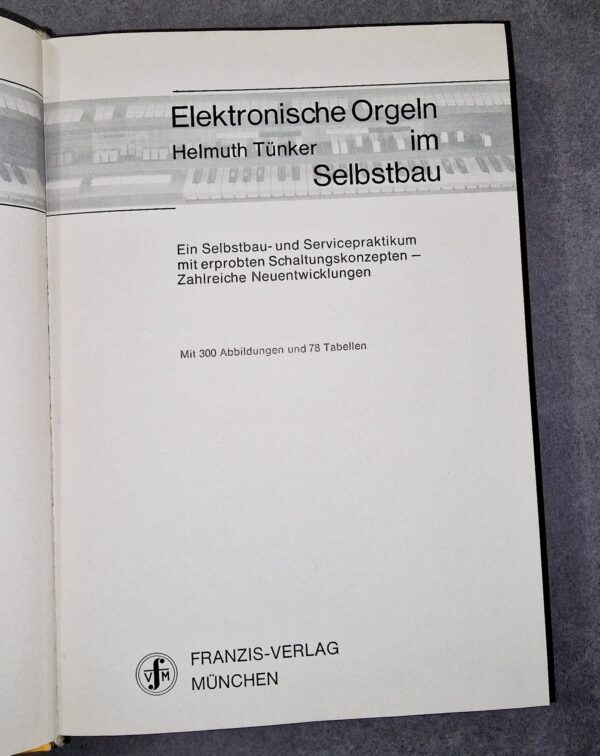 Elektronische Orgeln
Helmuth Tünker im
Selbstbau
Ein Selbstbau- und Servicepraktikum
mit erprobten Schaltungskonzepten –
Zahlreiche Neuentwicklungen
Mit 300 Abbildungen und 78 Tabellen
VfM
FRANZIS-VERLAG
MÜNCHEN